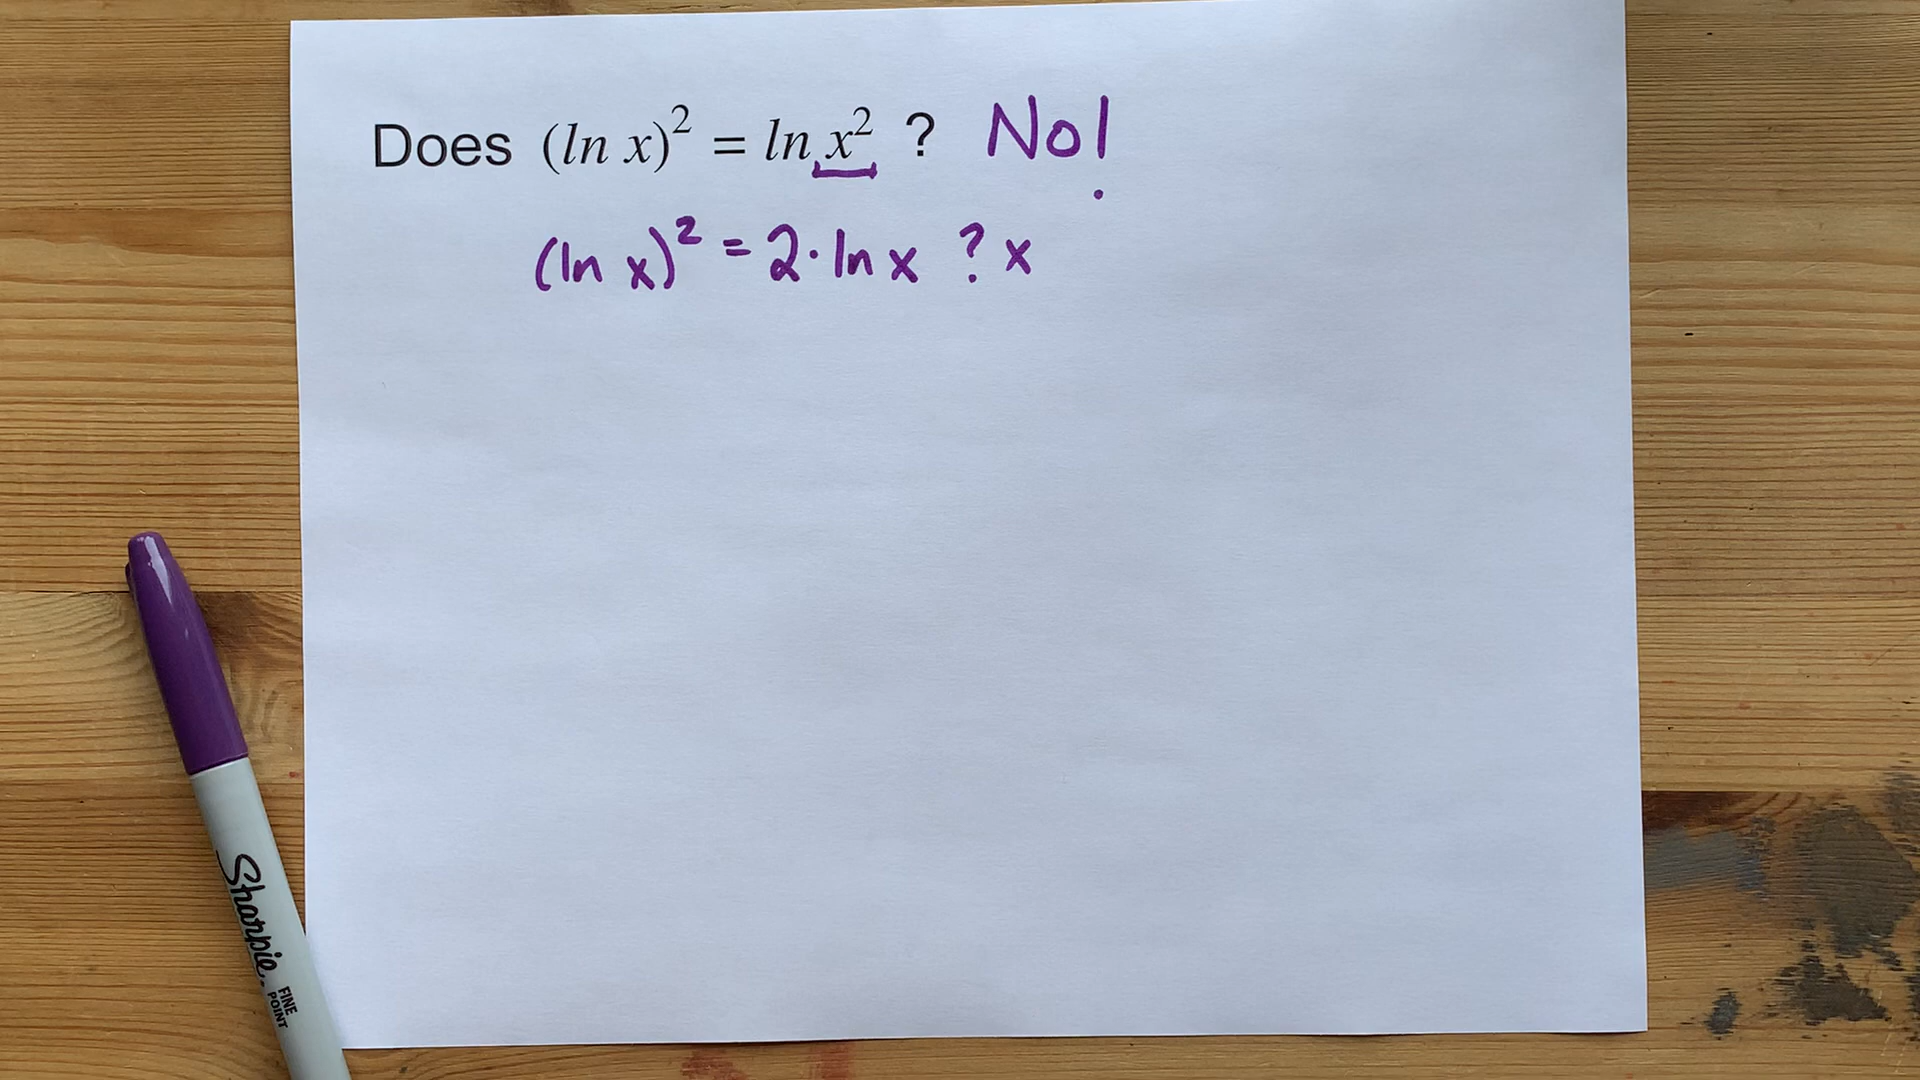 Does (ln x)² = ln x² ? No!
(ln x)² = 2·ln x ? x
Sharpie.
FINE
POINT